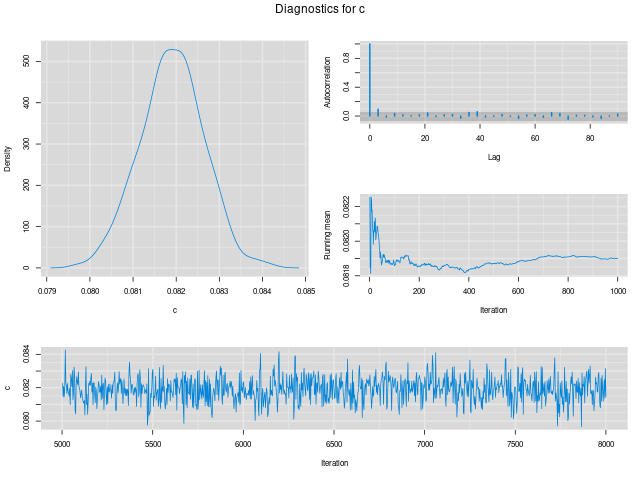 Diagnostics for c
Density
0 100 200 300 400 500
0.079 0.080 0.081 0.082 0.083 0.084 0.085
c
Autocorrelation
0.0 0.4 0.8
0 20 40 60 80
Lag
Running mean
0.0818 0.0820 0.0822
0 200 400 600 800 1000
Iteration
c
0.080 0.082 0.084
5000 5500 6000 6500 7000 7500 8000
Iteration